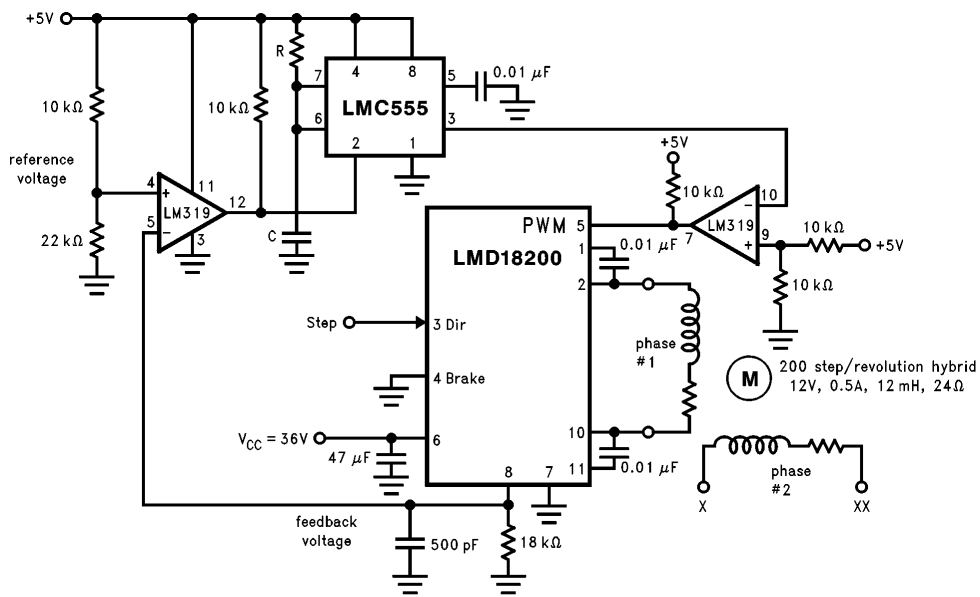 +5V
R
7
4
8
5
0.01 μF
10 kΩ
10 kΩ
LMC555
6
3
2
1
reference
voltage
4
+
11
LM319
12
5
−
3
22 kΩ
C
+5V
10 kΩ
10
−
LM319
7
9
+
10 kΩ
+5V
10 kΩ
PWM
5
LMD18200
1
0.01 μF
2
Step
3 Dir
phase
#1
4 Brake
M
200 step/revolution hybrid
12V, 0.5A, 12 mH, 24Ω
VCC = 36V
6
10
47 μF
11
0.01 μF
8
7
phase
#2
X
XX
feedback
voltage
500 pF
18 kΩ